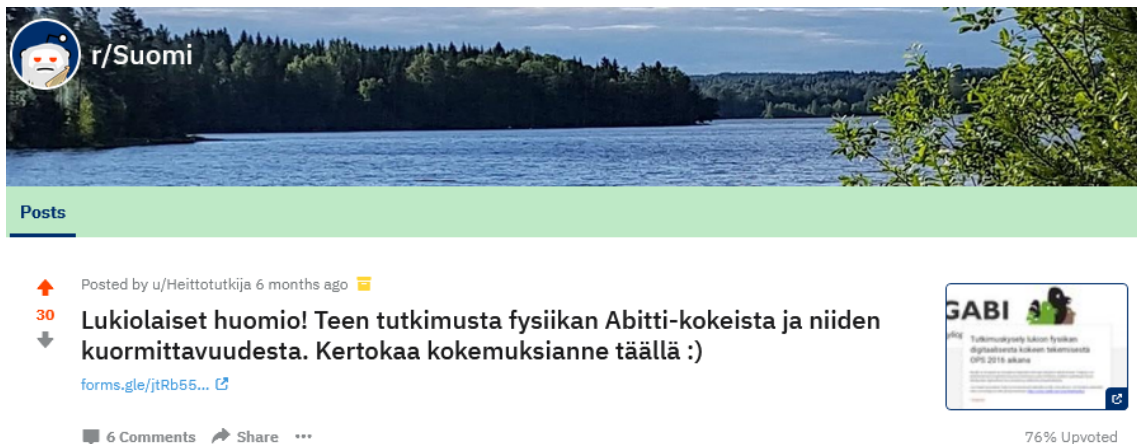 r/Suomi
Posts
Posted by u/Heittotutkija 6 months ago
30
Lukiolaiset huomio! Teen tutkimusta fysiikan Abitti-kokeista ja niiden
kuormittavuudesta. Kertokaa kokemuksianne täällä :)
forms.gle/jtRb55...
GABI
Tutkimuskysely lukion fysiikan
digitaalisesta kokeen tekemisestä
OPS 2016 aikana
6 Comments Share ...
76% Upvoted